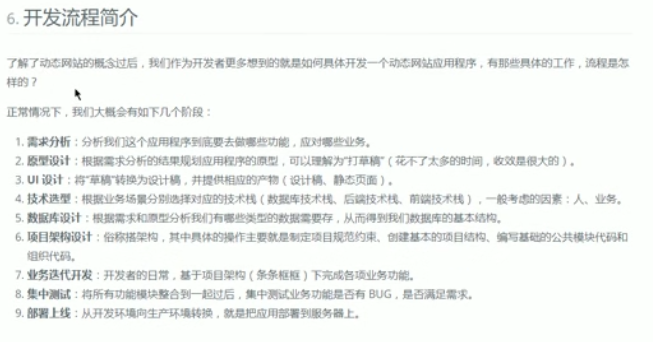 6. 开发流程简介
了解了动态网站的概念过后，我们作为开发者更多想到的就是如何具体开发一个动态网站应用程序，有那些具体的工作，流程是怎
样的？
正常情况下，我们大概会有如下几个阶段：
1. 需求分析：分析我们这个应用程序到底要去做哪些功能，应对哪些业务。
2. 原型设计：根据需求分析的结果规划应用程序的原型，可以理解为“打草稿”（花不了太多的时间，收效是很大的）。
3. UI 设计：将“草稿”转换为设计稿，并提供相应的产物（设计稿、静态页面）。
4. 技术选型：根据业务场景分别选择对应的技术栈（数据库技术栈、后端技术栈、前端技术栈），一般考虑的因素：人、业务。
5. 数据库设计：根据需求和原型分析我们有哪些类型的数据需要存，从而得到我们数据库的基本结构。
6. 项目架构设计：俗称搭架构，其中具体的操作主要就是制定项目规范约束、创建基本的项目结构、编写基础的公共模块代码和
组织代码。
7. 业务迭代开发：开发者的日常，基于项目架构（条条框框）下完成各项业务功能。
8. 集中测试：将所有功能模块整合到一起过后，集中测试业务功能是否有 BUG，是否满足需求。
9. 部署上线：从开发环境向生产环境转换，就是把应用部署到服务器上。